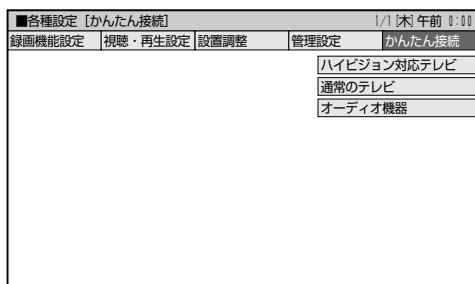 ■各種設定［かんたん接続］ 1/1[木]午前 0:00
録画機能設定 視聴・再生設定 設置調整 管理設定 かんたん接続
ハイビジョン対応テレビ
通常のテレビ
オーディオ機器